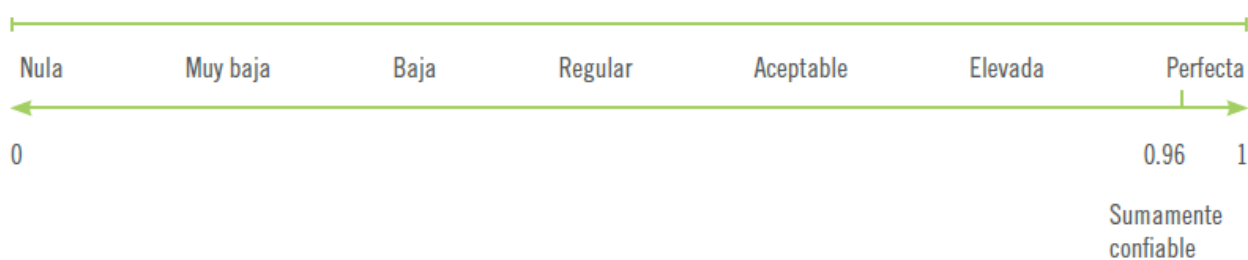 Nula Muy baja Baja Regular Aceptable Elevada Perfecta
0 0.96 1
Sumamente
confiable